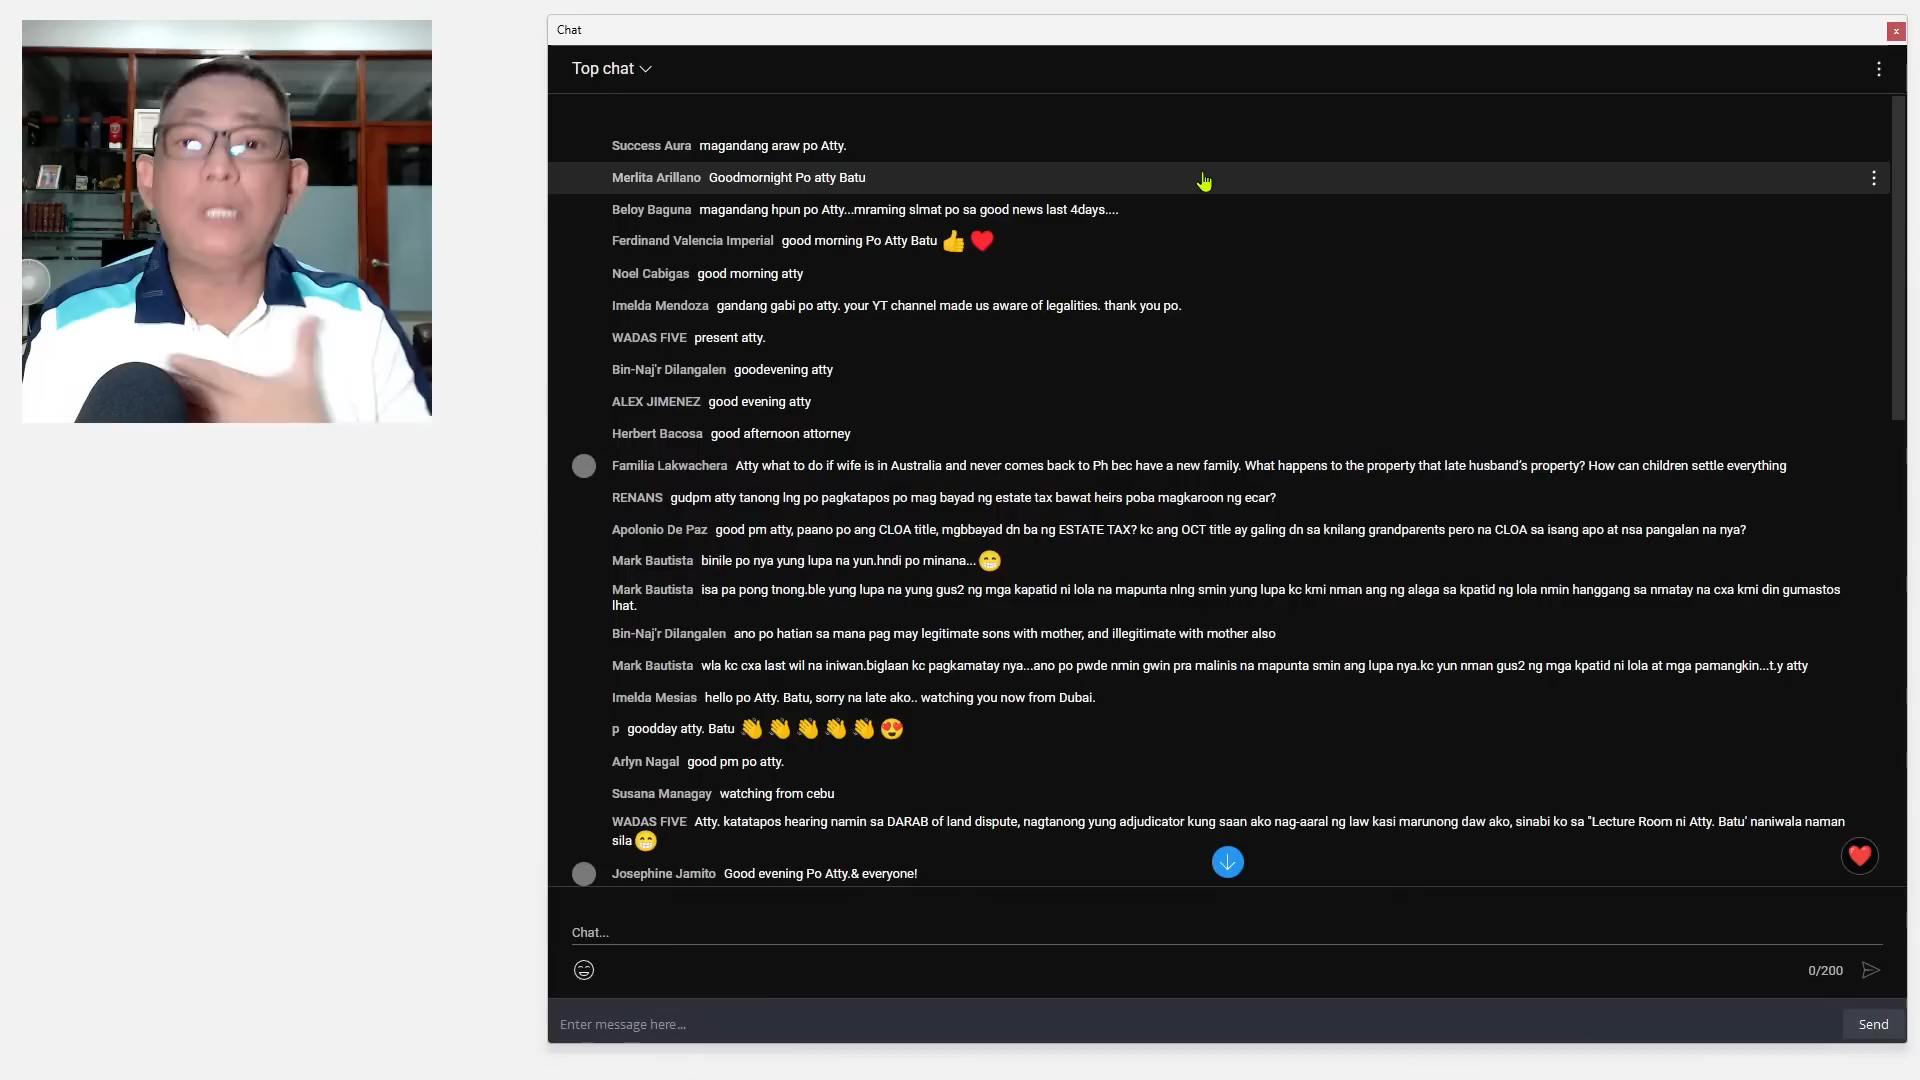 Chat
x
Top chat
Success Aura magandang araw po Atty.
Merlita Arillano Goodmornight Po atty Batu
Beloy Baguna magandang hpun po Atty...mraming slmat po sa good news last 4days....
Ferdinand Valencia Imperial good morning Po Atty Batu 👍 ❤️
Noel Cabigas good morning atty
Imelda Mendoza gandang gabi po atty. your YT channel made us aware of legalities. thank you po.
WADAS FIVE present atty.
Bin-Naj'r Dilangalen goodevening atty
ALEX JIMENEZ good evening atty
Herbert Bacosa good afternoon attorney
Familia Lakwachera Atty what to do if wife is in Australia and never comes back to Ph bec have a new family. What happens to the property that late husband's property? How can children settle everything
RENANS gudpm atty tanong lng po pagkatapos po mag bayad ng estate tax bawat heirs poba magkaroon ng ecar?
Apolonio De Paz good pm atty, paano po ang CLOA title, mgbbayad dn ba ng ESTATE TAX? kc ang OCT title ay galing dn sa knilang grandparents pero na CLOA sa isang apo at nsa pangalan na nya?
Mark Bautista binile po nya yung lupa na yun.hndi po minana... 😁
Mark Bautista isa pa pong tnong.ble yung lupa na yung gus2 ng mga kapatid ni lola na mapunta nlng smin yung lupa kc kmi nman ang ng alaga sa kpatid ng lola nmin hanggang sa nmatay na cxa kmi din gumastos
lhat.
Bin-Naj'r Dilangalen ano po hatian sa mana pag may legitimate sons with mother, and illegitimate with mother also
Mark Bautista wla kc cxa last wil na iniwan.biglaan kc pagkamatay nya...ano po pwde nmin gwin pra malinis na mapunta smin ang lupa nya.kc yun nman gus2 ng mga kpatid ni lola at mga pamangkin...t.y atty
Imelda Mesias hello po Atty. Batu, sorry na late ako.. watching you now from Dubai.
p goodday atty. Batu 👋 👋 👋 👋 👋 😍
Arlyn Nagal good pm po atty.
Susana Managay watching from cebu
WADAS FIVE Atty. katatapos hearing namin sa DARAB of land dispute, nagtanong yung adjudicator kung saan ako nag-aaral ng law kasi marunong daw ako, sinabi ko sa "Lecture Room ni Atty. Batu' naniwala naman
sila 😁
Josephine Jamito Good evening Po Atty.& everyone!
Chat...
0/200
Enter message here...
Send